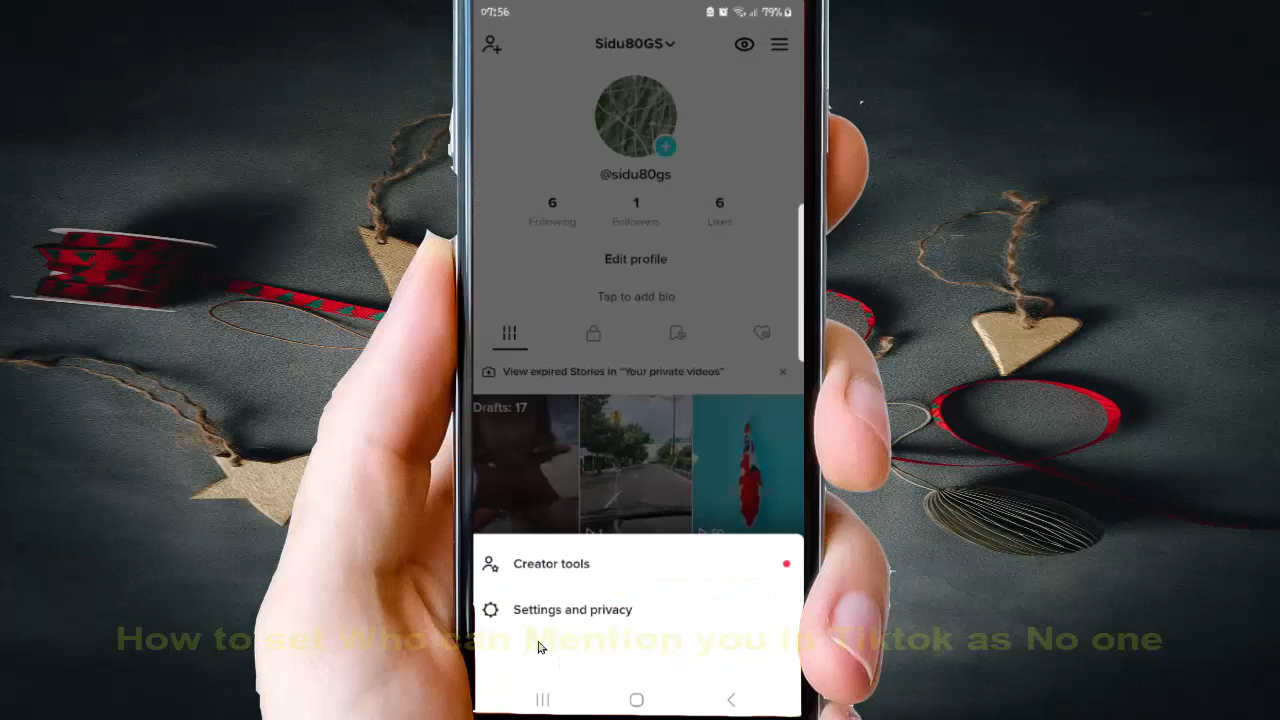 07:56
79%
Sidu80GS
@sidu80gs
6 1 6
Following Followers Likes
Edit profile
Tap to add bio
View expired Stories in "Your private videos"
Drafts: 17
Creator tools
Settings and privacy
How to set Who can Mention you in Tiktok as No one